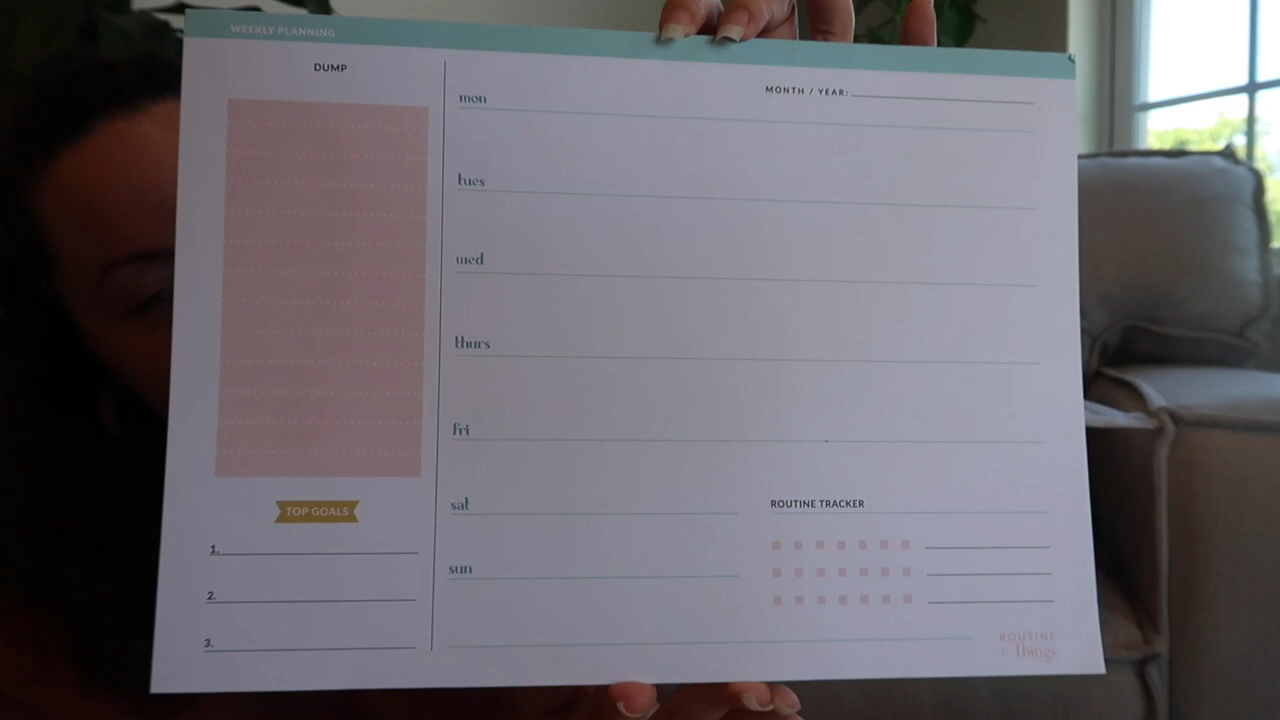 WEEKLY PLANNING
DUMP
TOP GOALS
1.
2.
3.
MONTH / YEAR:
mon
tues
wed
thurs
fri
sat
sun
ROUTINE TRACKER
ROUTINE
& Things